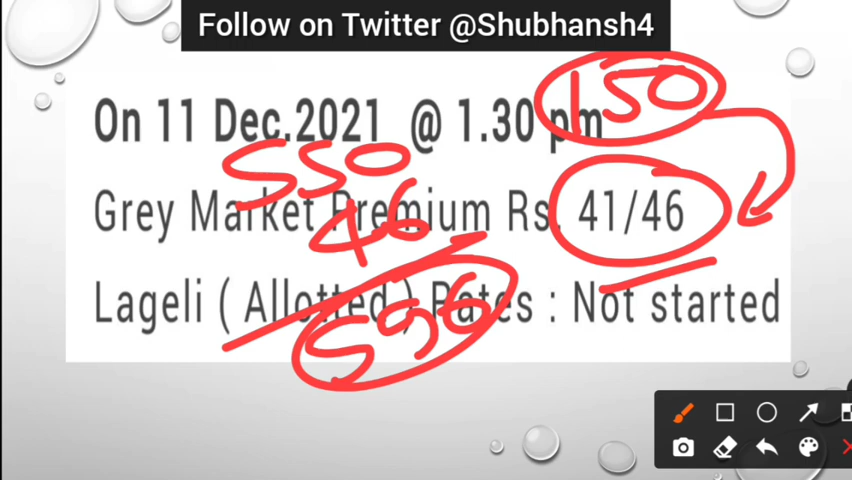 Follow on Twitter @Shubhansh4
150
On 11 Dec.2021 @ 1.30 pm
550
Grey Market Premium Rs. 41/46
46
Lageli ( Allotted ) Rates : Not started
596